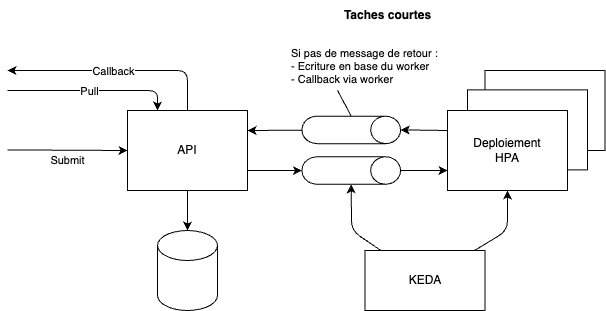 Taches courtes
Si pas de message de retour :
- Ecriture en base du worker
- Callback via worker
Callback
Pull
Submit
API
Deploiement
HPA
KEDA